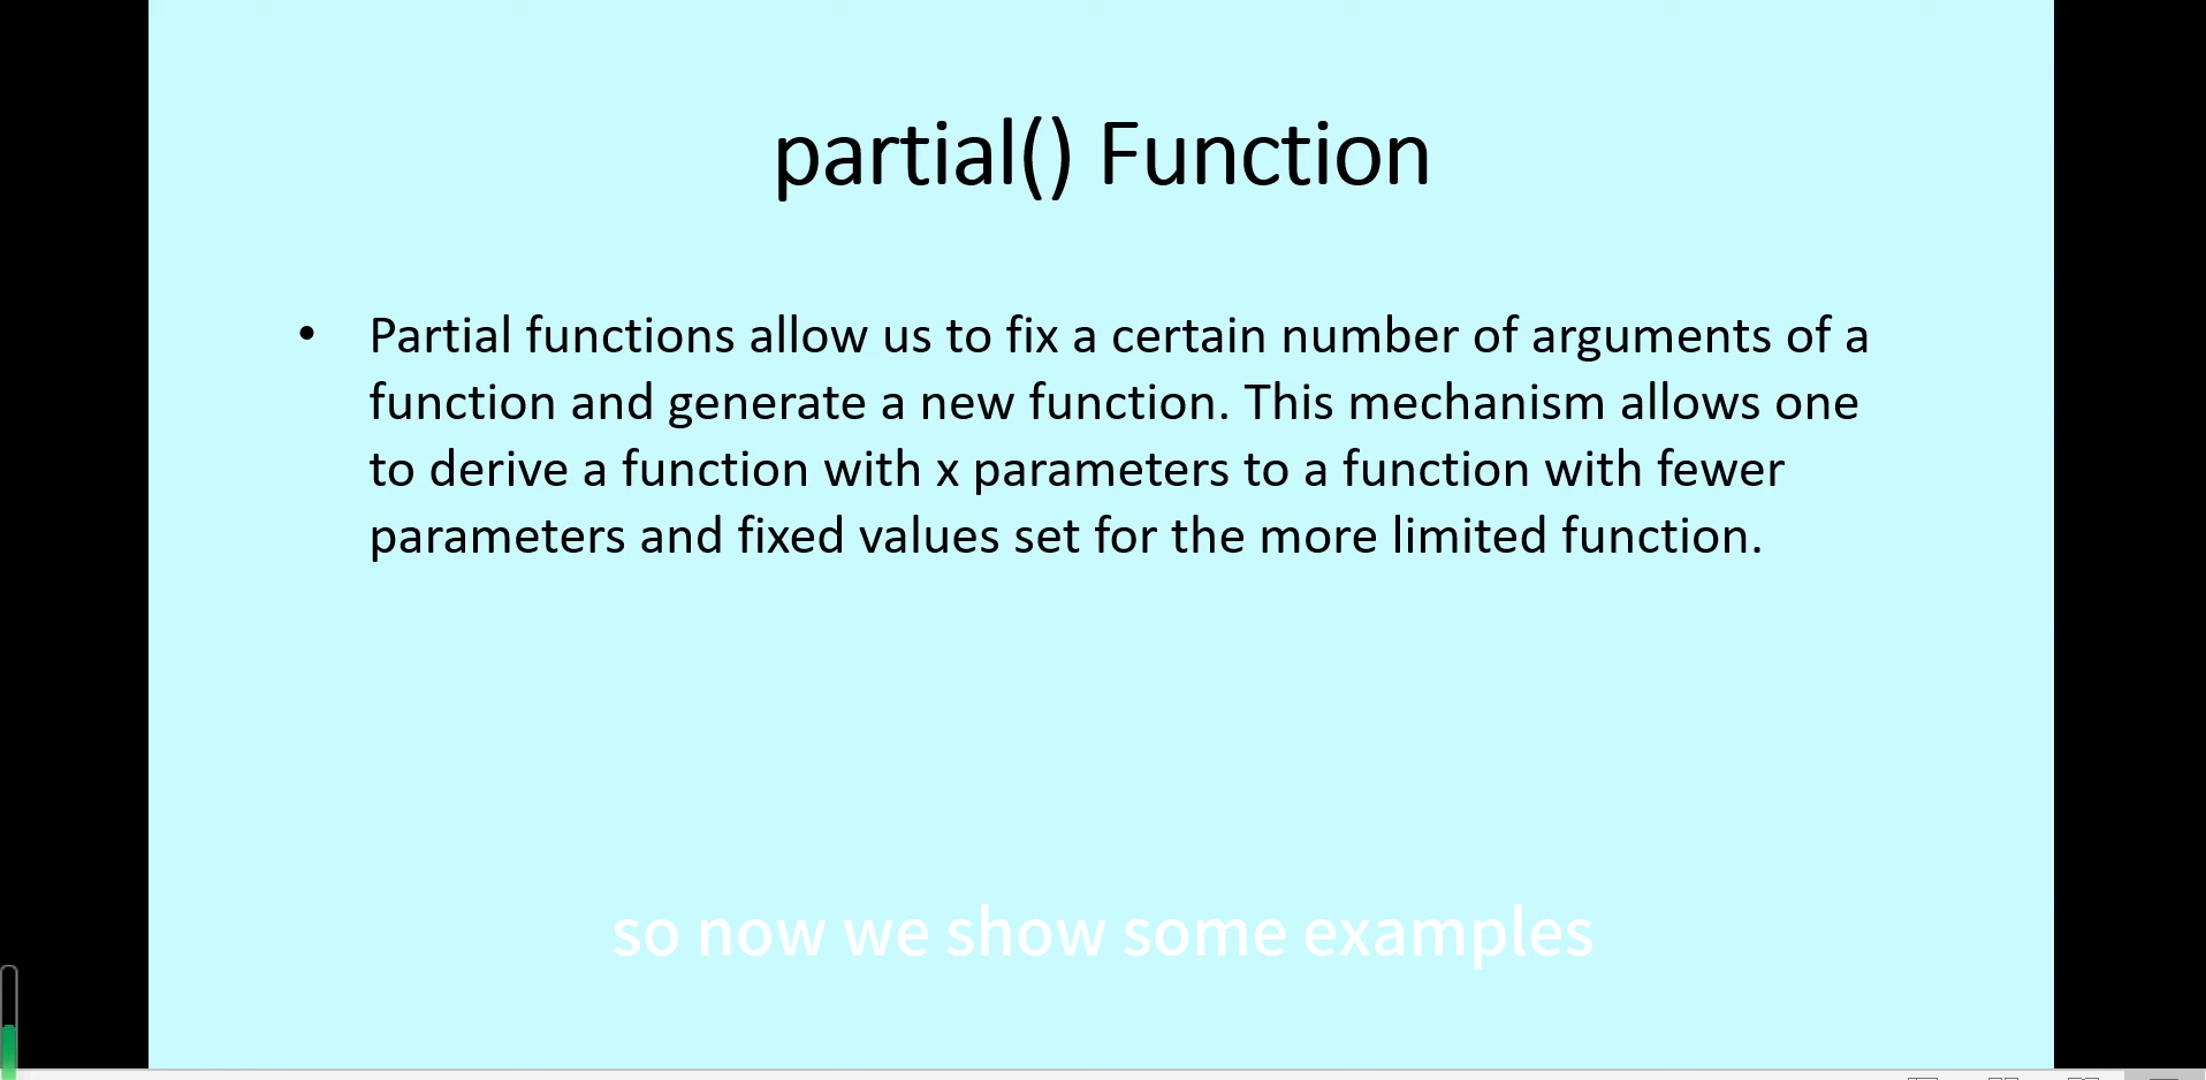 partial() Function
• Partial functions allow us to fix a certain number of arguments of a
function and generate a new function. This mechanism allows one
to derive a function with x parameters to a function with fewer
parameters and fixed values set for the more limited function.
so now we show some examples